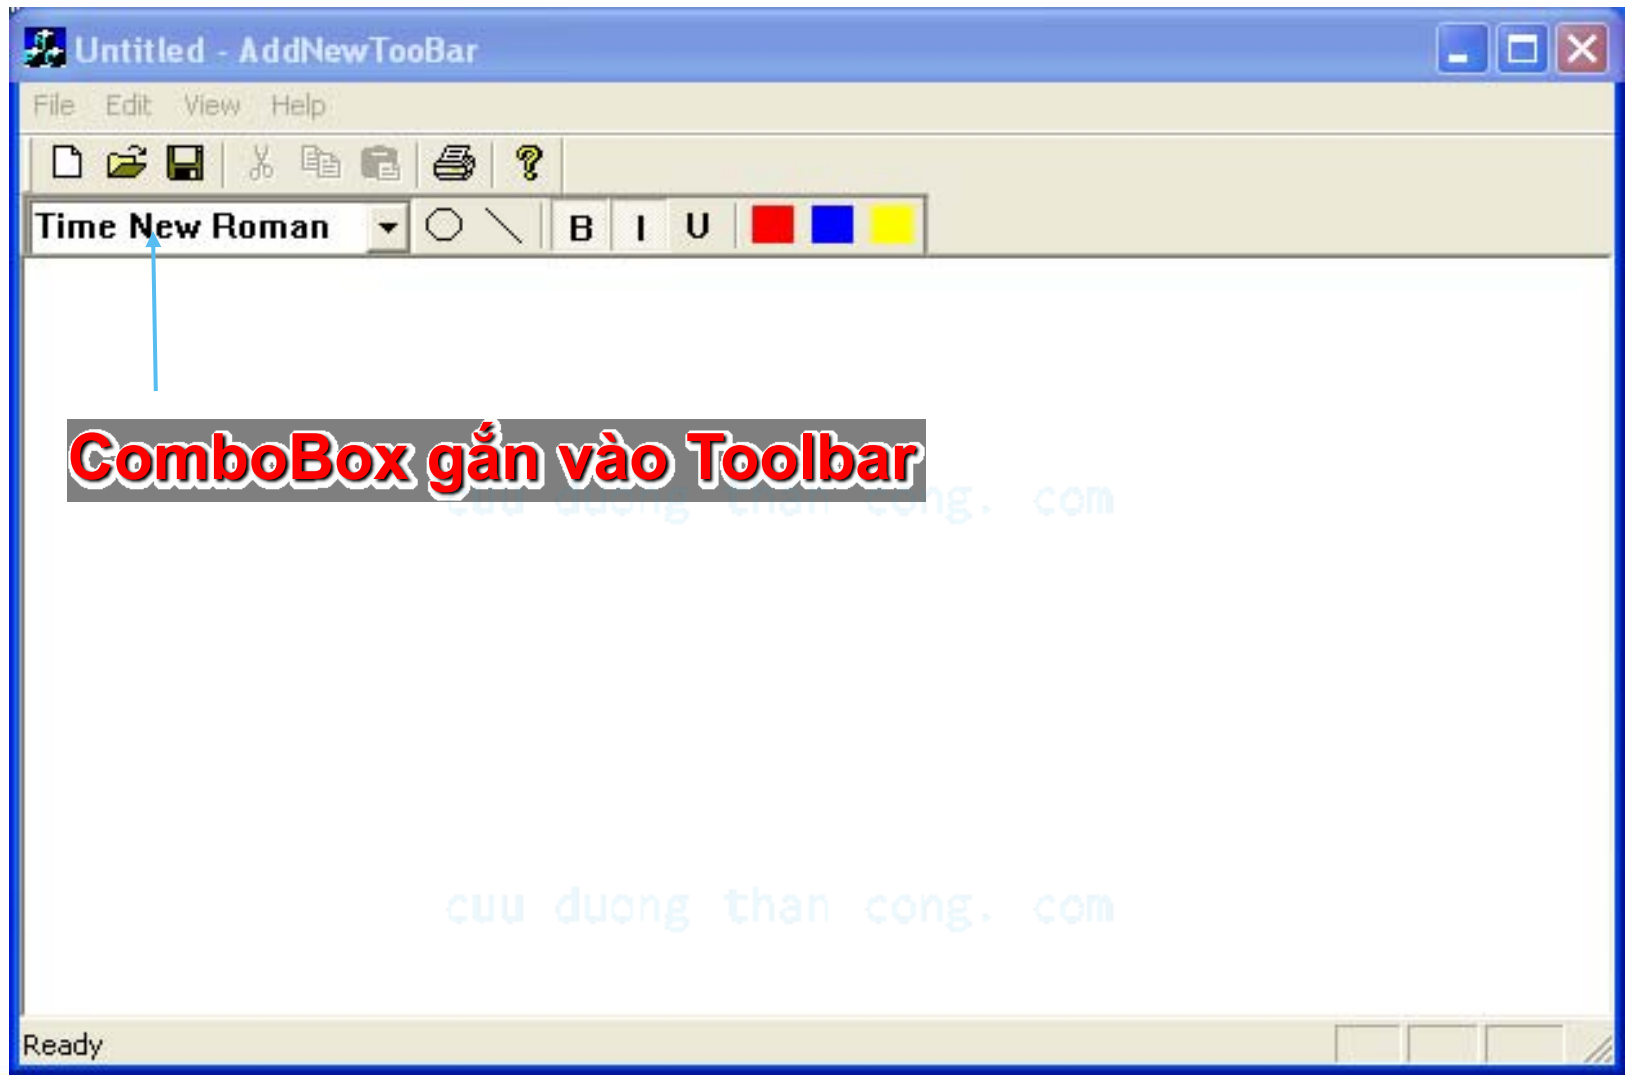 Untitled - AddNewTooBar
File Edit View Help
Time New Roman
B I U
ComboBox gắn vào Toolbar
cuu duong than cong. com
cuu duong than cong. com
Ready